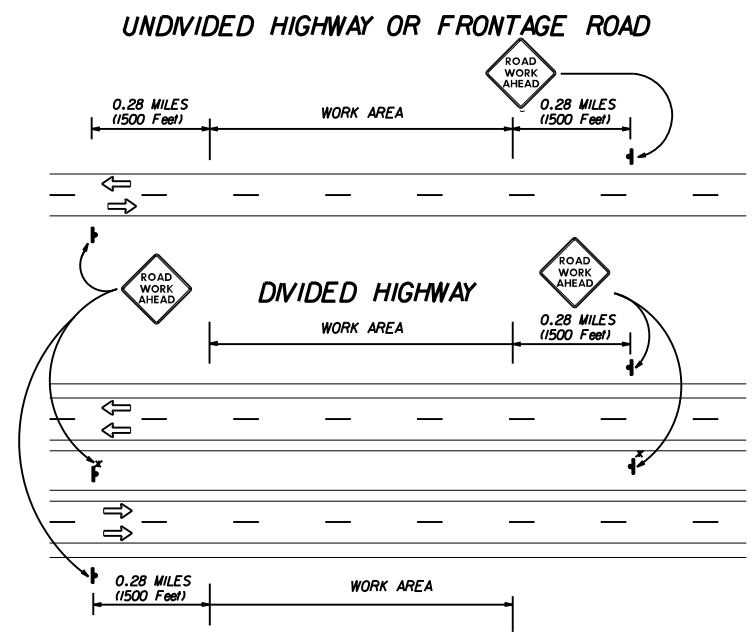 UNDIVIDED HIGHWAY OR FRONTAGE ROAD
ROAD
WORK
AHEAD
0.28 MILES
(1500 Feet)
WORK AREA
0.28 MILES
(1500 Feet)
ROAD
WORK
AHEAD
DIVIDED HIGHWAY
ROAD
WORK
AHEAD
WORK AREA
0.28 MILES
(1500 Feet)
x
x
0.28 MILES
(1500 Feet)
WORK AREA